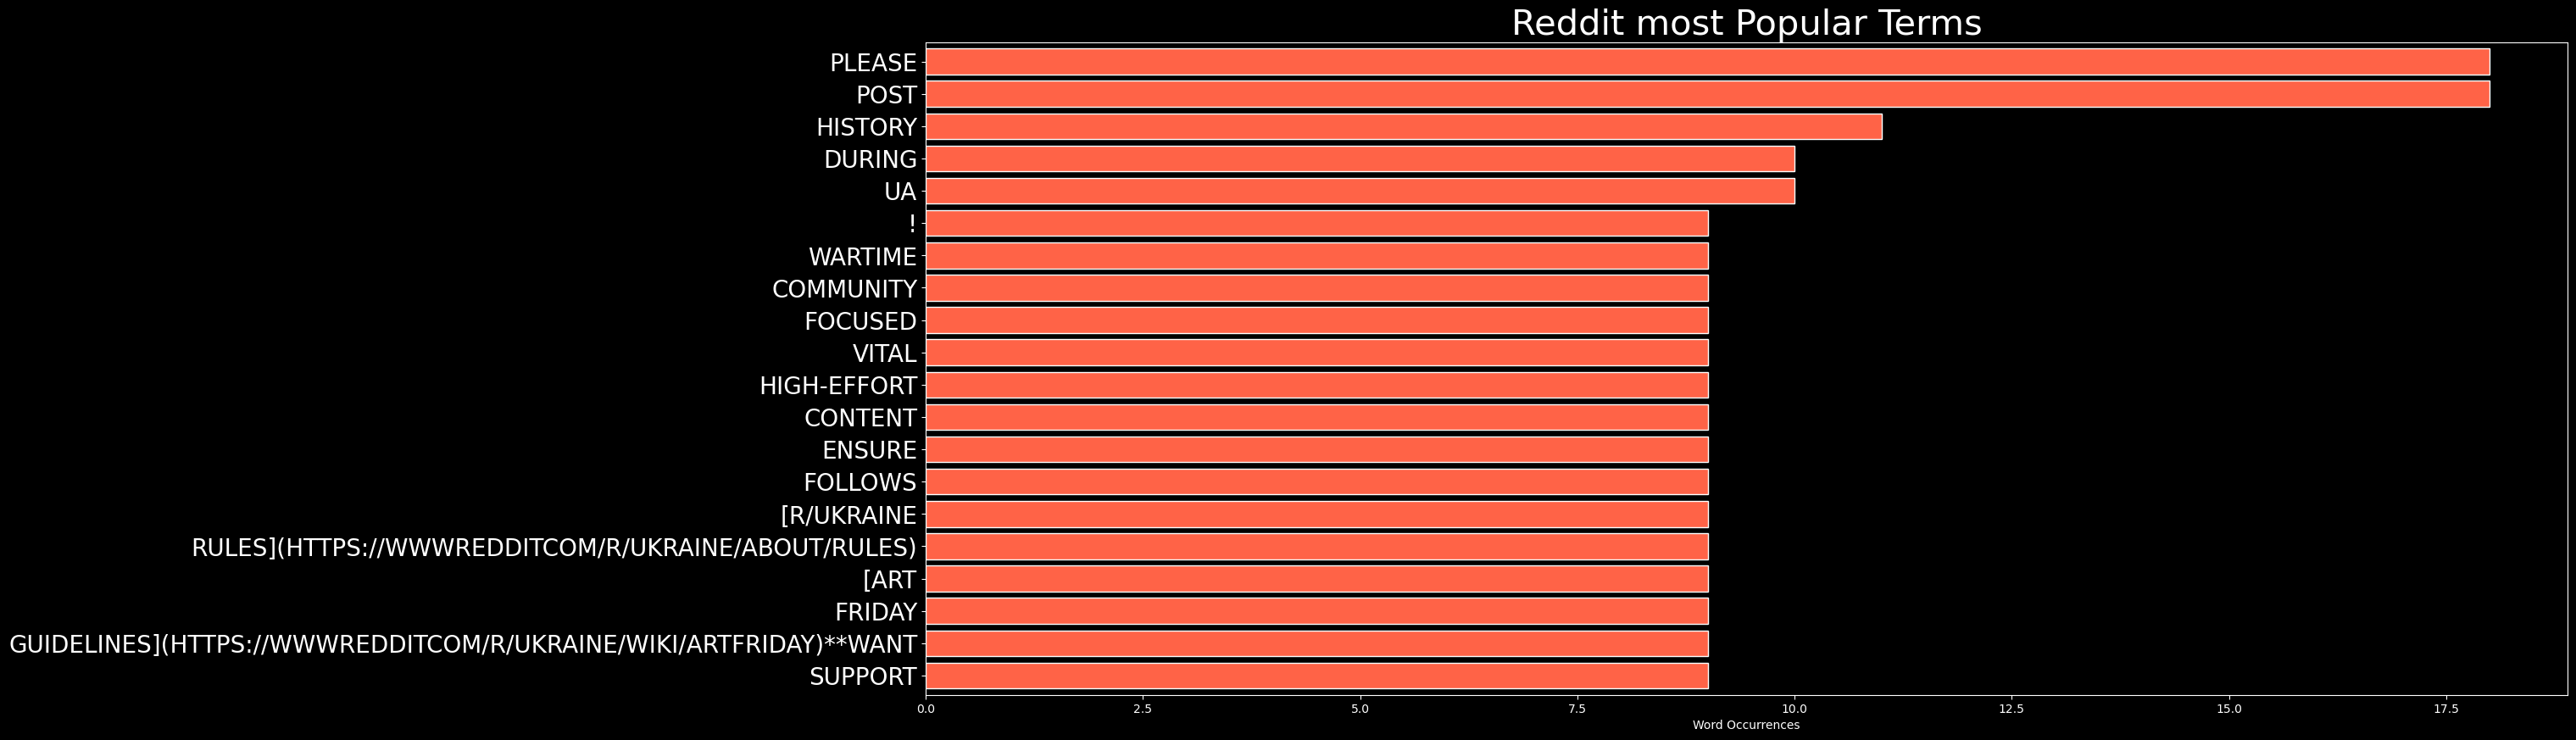 Reddit most Popular Terms
PLEASE
POST
HISTORY
DURING
UA
!
WARTIME
COMMUNITY
FOCUSED
VITAL
HIGH-EFFORT
CONTENT
ENSURE
FOLLOWS
[R/UKRAINE
RULES](HTTPS://WWWREDDITCOM/R/UKRAINE/ABOUT/RULES)
[ART
FRIDAY
GUIDELINES](HTTPS://WWWREDDITCOM/R/UKRAINE/WIKI/ARTFRIDAY)**WANT
SUPPORT
0.0 2.5 5.0 7.5 10.0 12.5 15.0 17.5
Word Occurrences